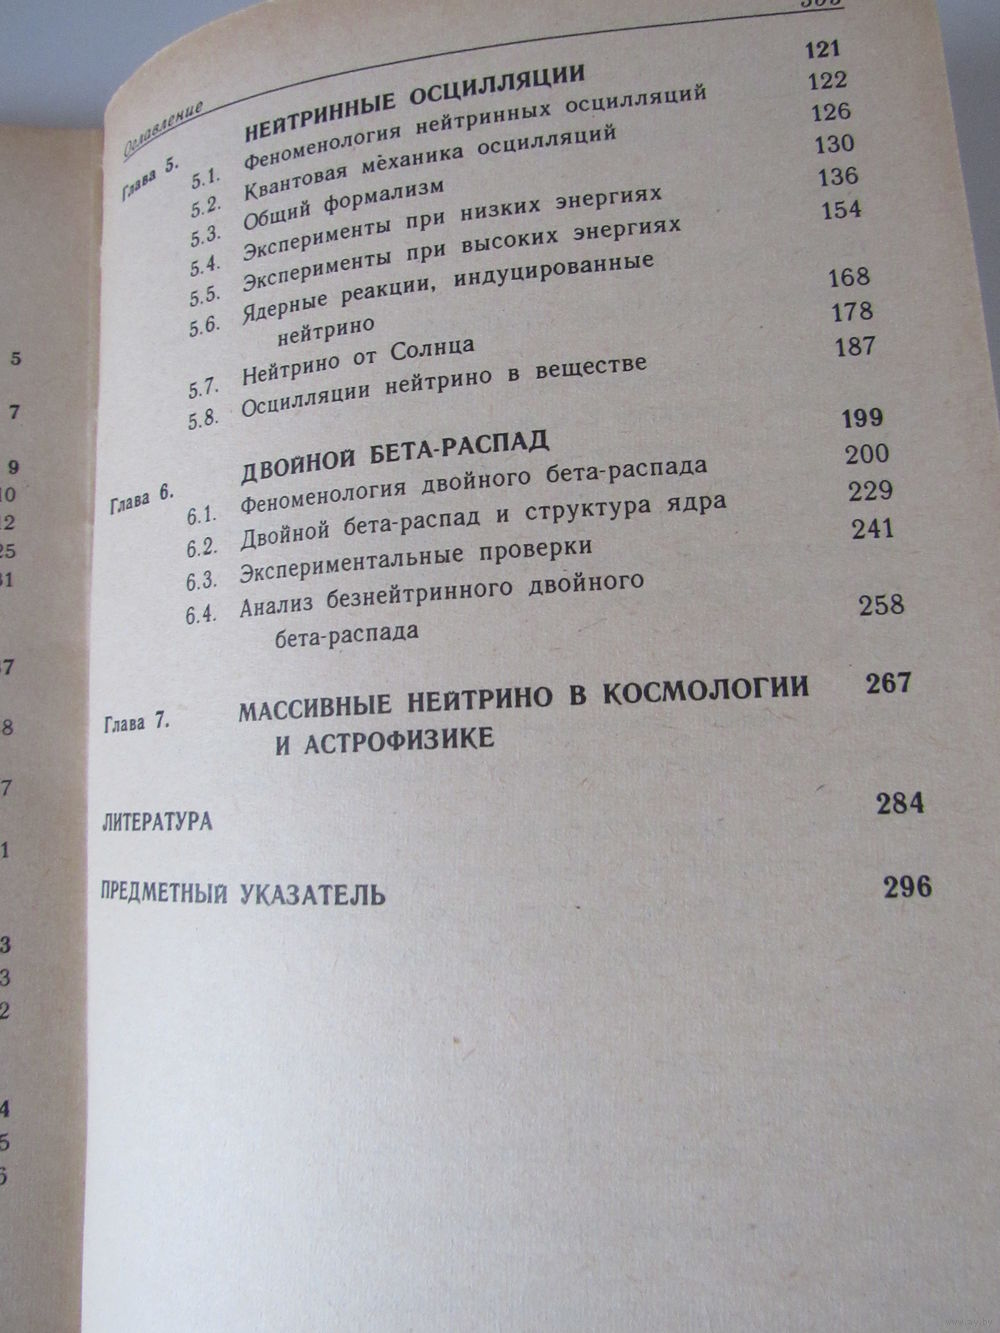 Оглавление
Глава 5. НЕЙТРИННЫЕ ОСЦИЛЛЯЦИИ 121
5.1. Феноменология нейтринных осцилляций 122
5.2. Квантовая механика осцилляций 126
5.3. Общий формализм 130
5.4. Эксперименты при низких энергиях 136
5.5. Эксперименты при высоких энергиях 154
5.6. Ядерные реакции, индуцированные
нейтрино 168
5.7. Нейтрино от Солнца 178
5.8. Осцилляции нейтрино в веществе 187
Глава 6. ДВОЙНОЙ БЕТА-РАСПАД 199
6.1. Феноменология двойного бета-распада 200
6.2. Двойной бета-распад и структура ядра 229
6.3. Экспериментальные проверки 241
6.4. Анализ безнейтринного двойного
бета-распада 258
Глава 7. МАССИВНЫЕ НЕЙТРИНО В КОСМОЛОГИИ 267
И АСТРОФИЗИКЕ
ЛИТЕРАТУРА 284
ПРЕДМЕТНЫЙ УКАЗАТЕЛЬ 296
5
7
9
10
12
25
31
37
8
7
1
3
3
2
4
5
6
www.ay.by